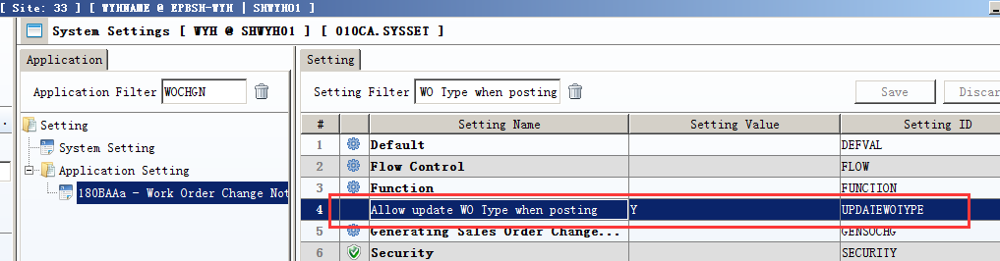 [ Site: 33 ] [ WYHNAME @ EPBSH-WYH | SHWYH01 ]
System Settings [ WYH @ SHWYH01 ] [ 010CA.SYSSET ]
Application
Setting
Application Filter WOCHGN
Setting Filter WO Type when posting
Save Discar
Setting
System Setting
Application Setting
180BAAa - Work Order Change Not
# Setting Name Setting Value Setting ID
1 Default DEFVAL
2 Flow Control FLOW
3 Function FUNCTION
4 Allow update WO Type when posting Y UPDATEWOTYPE
5 Generating Sales Order Change... GENSOCHG
6 Security SECURITY